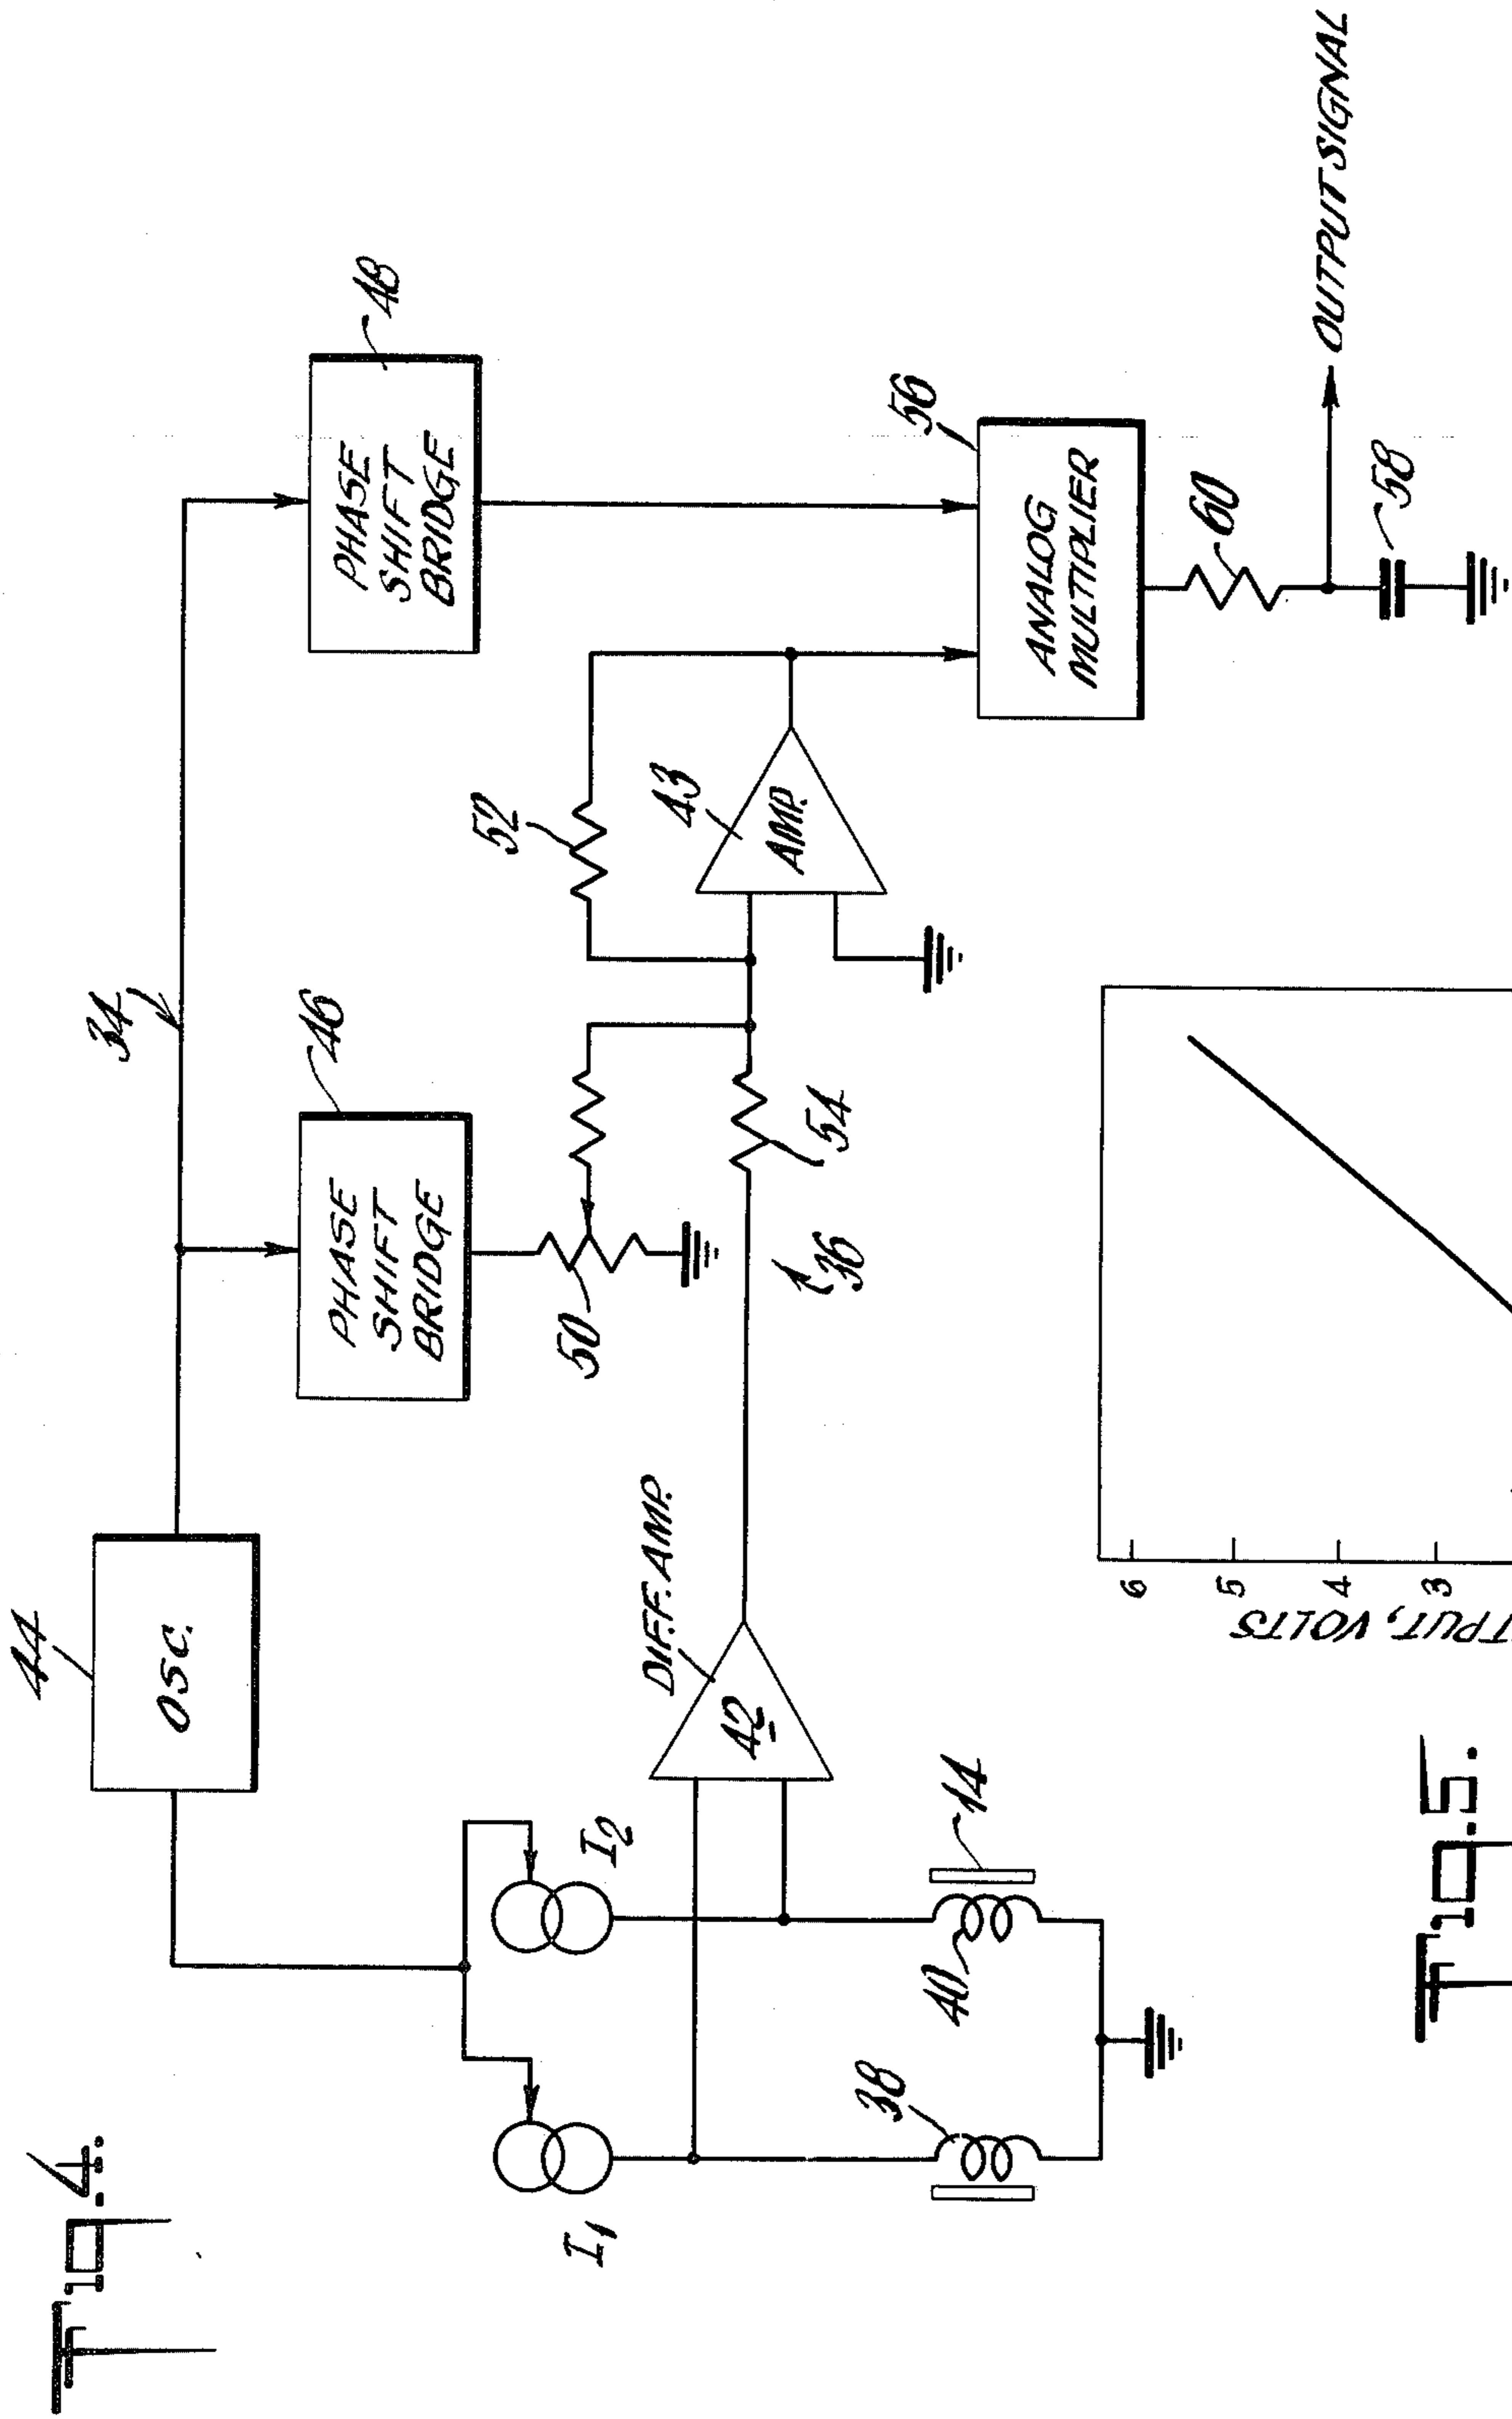 Fig. 4.
44
OSC.
34
46
PHASE
SHIFT
BRIDGE
48
PHASE
SHIFT
BRIDGE
I1
I2
50
52
DIFF. AMP.
42
43
AMP.
54
36
56
ANALOG
MULTIPLIER
38
40
14
60
OUTPUT SIGNAL
58
Fig. 5.
TPUT, VOLTS
6
5
4
3